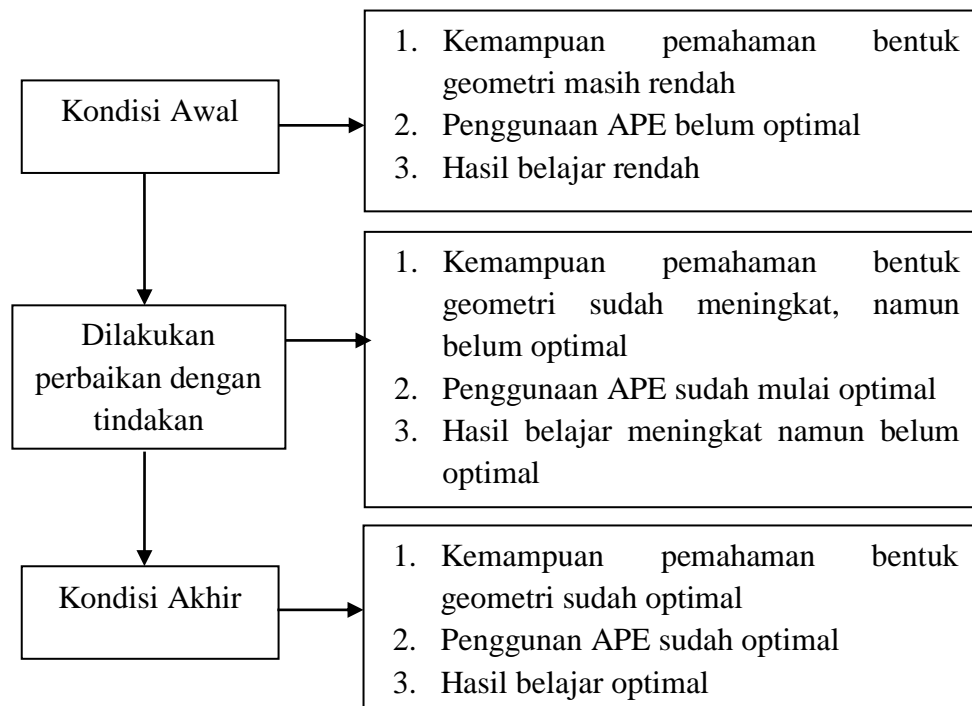 Kondisi Awal
1. Kemampuan pemahaman bentuk
geometri masih rendah
2. Penggunaan APE belum optimal
3. Hasil belajar rendah
Dilakukan
perbaikan dengan
tindakan
1. Kemampuan pemahaman bentuk
geometri sudah meningkat, namun
belum optimal
2. Penggunaan APE sudah mulai optimal
3. Hasil belajar meningkat namun belum
optimal
Kondisi Akhir
1. Kemampuan pemahaman bentuk
geometri sudah optimal
2. Penggunan APE sudah optimal
3. Hasil belajar optimal